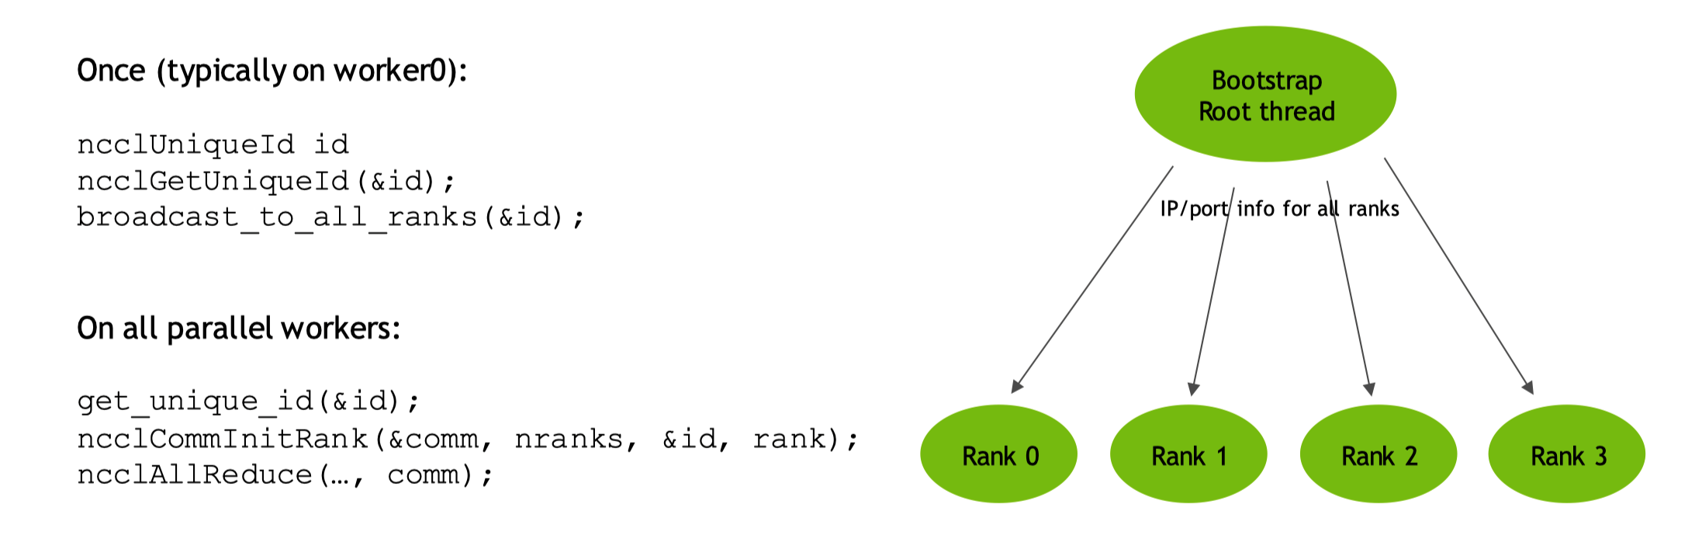 Once (typically on worker0):
ncclUniqueId id
ncclGetUniqueId(&id);
broadcast_to_all_ranks(&id);
On all parallel workers:
get_unique_id(&id);
ncclCommInitRank(&comm, nranks, &id, rank);
ncclAllReduce(…, comm);
Bootstrap
Root thread
IP/port info for all ranks
Rank 0
Rank 1
Rank 2
Rank 3